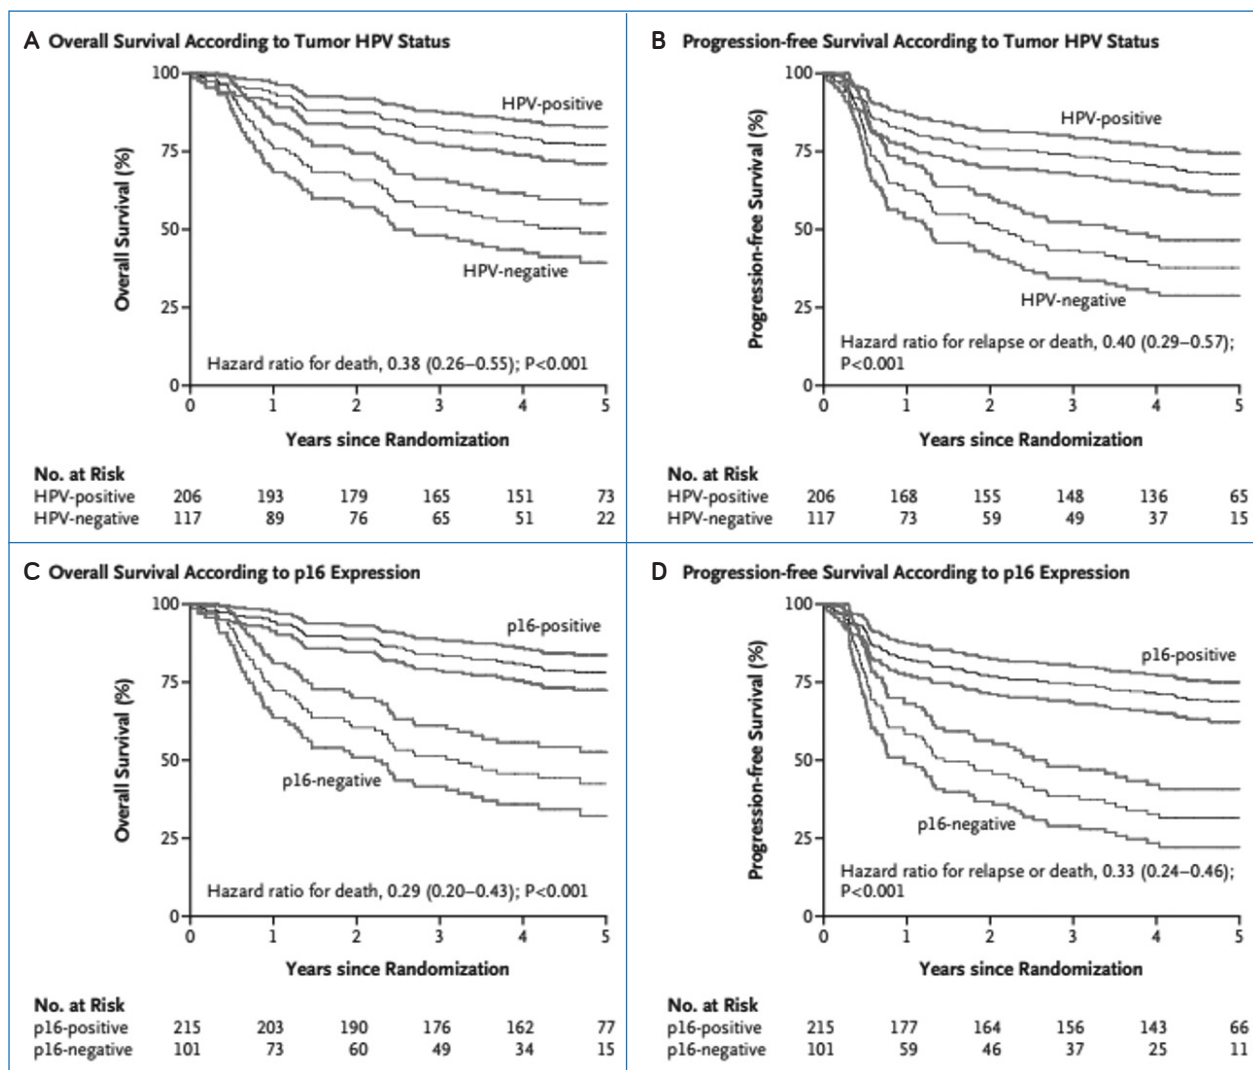 A Overall Survival According to Tumor HPV Status
100
75
50
25
0
Overall Survival (%)
HPV-positive
HPV-negative
Hazard ratio for death, 0.38 (0.26–0.55); P<0.001
0 1 2 3 4 5
Years since Randomization
No. at Risk
HPV-positive 206 193 179 165 151 73
HPV-negative 117 89 76 65 51 22
B Progression-free Survival According to Tumor HPV Status
100
75
50
25
0
Progression-free Survival (%)
HPV-positive
HPV-negative
Hazard ratio for relapse or death, 0.40 (0.29–0.57);
P<0.001
0 1 2 3 4 5
Years since Randomization
No. at Risk
HPV-positive 206 168 155 148 136 65
HPV-negative 117 73 59 49 37 15
C Overall Survival According to p16 Expression
100
75
50
25
0
Overall Survival (%)
p16-positive
p16-negative
Hazard ratio for death, 0.29 (0.20–0.43); P<0.001
0 1 2 3 4 5
Years since Randomization
No. at Risk
p16-positive 215 203 190 176 162 77
p16-negative 101 73 60 49 34 15
D Progression-free Survival According to p16 Expression
100
75
50
25
0
Progression-free Survival (%)
p16-positive
p16-negative
Hazard ratio for relapse or death, 0.33 (0.24–0.46);
P<0.001
0 1 2 3 4 5
Years since Randomization
No. at Risk
p16-positive 215 177 164 156 143 66
p16-negative 101 59 46 37 25 11